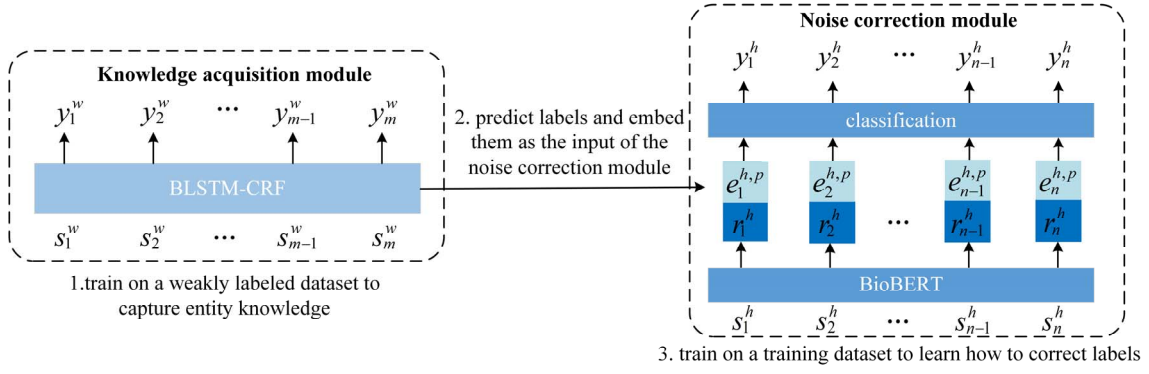 Knowledge acquisition module
y_1^w y_2^w ... y_{m-1}^w y_m^w
BLSTM-CRF
s_1^w s_2^w ... s_{m-1}^w s_m^w
1.train on a weakly labeled dataset to
capture entity knowledge
2. predict labels and embed
them as the input of the
noise correction module
Noise correction module
y_1^h y_2^h ... y_{n-1}^h y_n^h
classification
e_1^{h,p} e_2^{h,p} e_{n-1}^{h,p} e_n^{h,p}
r_1^h r_2^h ... r_{n-1}^h r_n^h
BioBERT
s_1^h s_2^h ... s_{n-1}^h s_n^h
3. train on a training dataset to learn how to correct labels